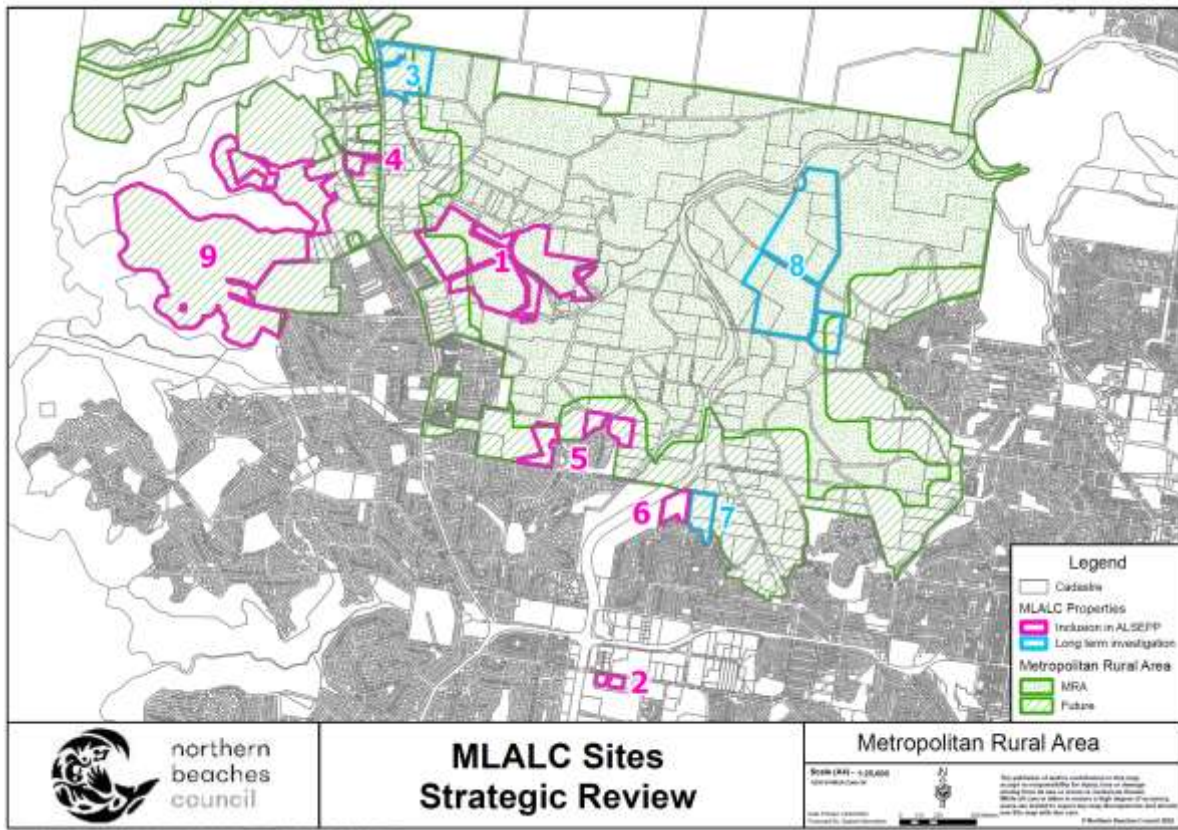 3
4
9
1
8
5
6
7
2
Legend
Cadastre
MLALC Properties
Inclusion in ALSEPP
Long term investigation
Metropolitan Rural Area
MRA
Future
northern
beaches
council
MLALC Sites
Strategic Review
Metropolitan Rural Area